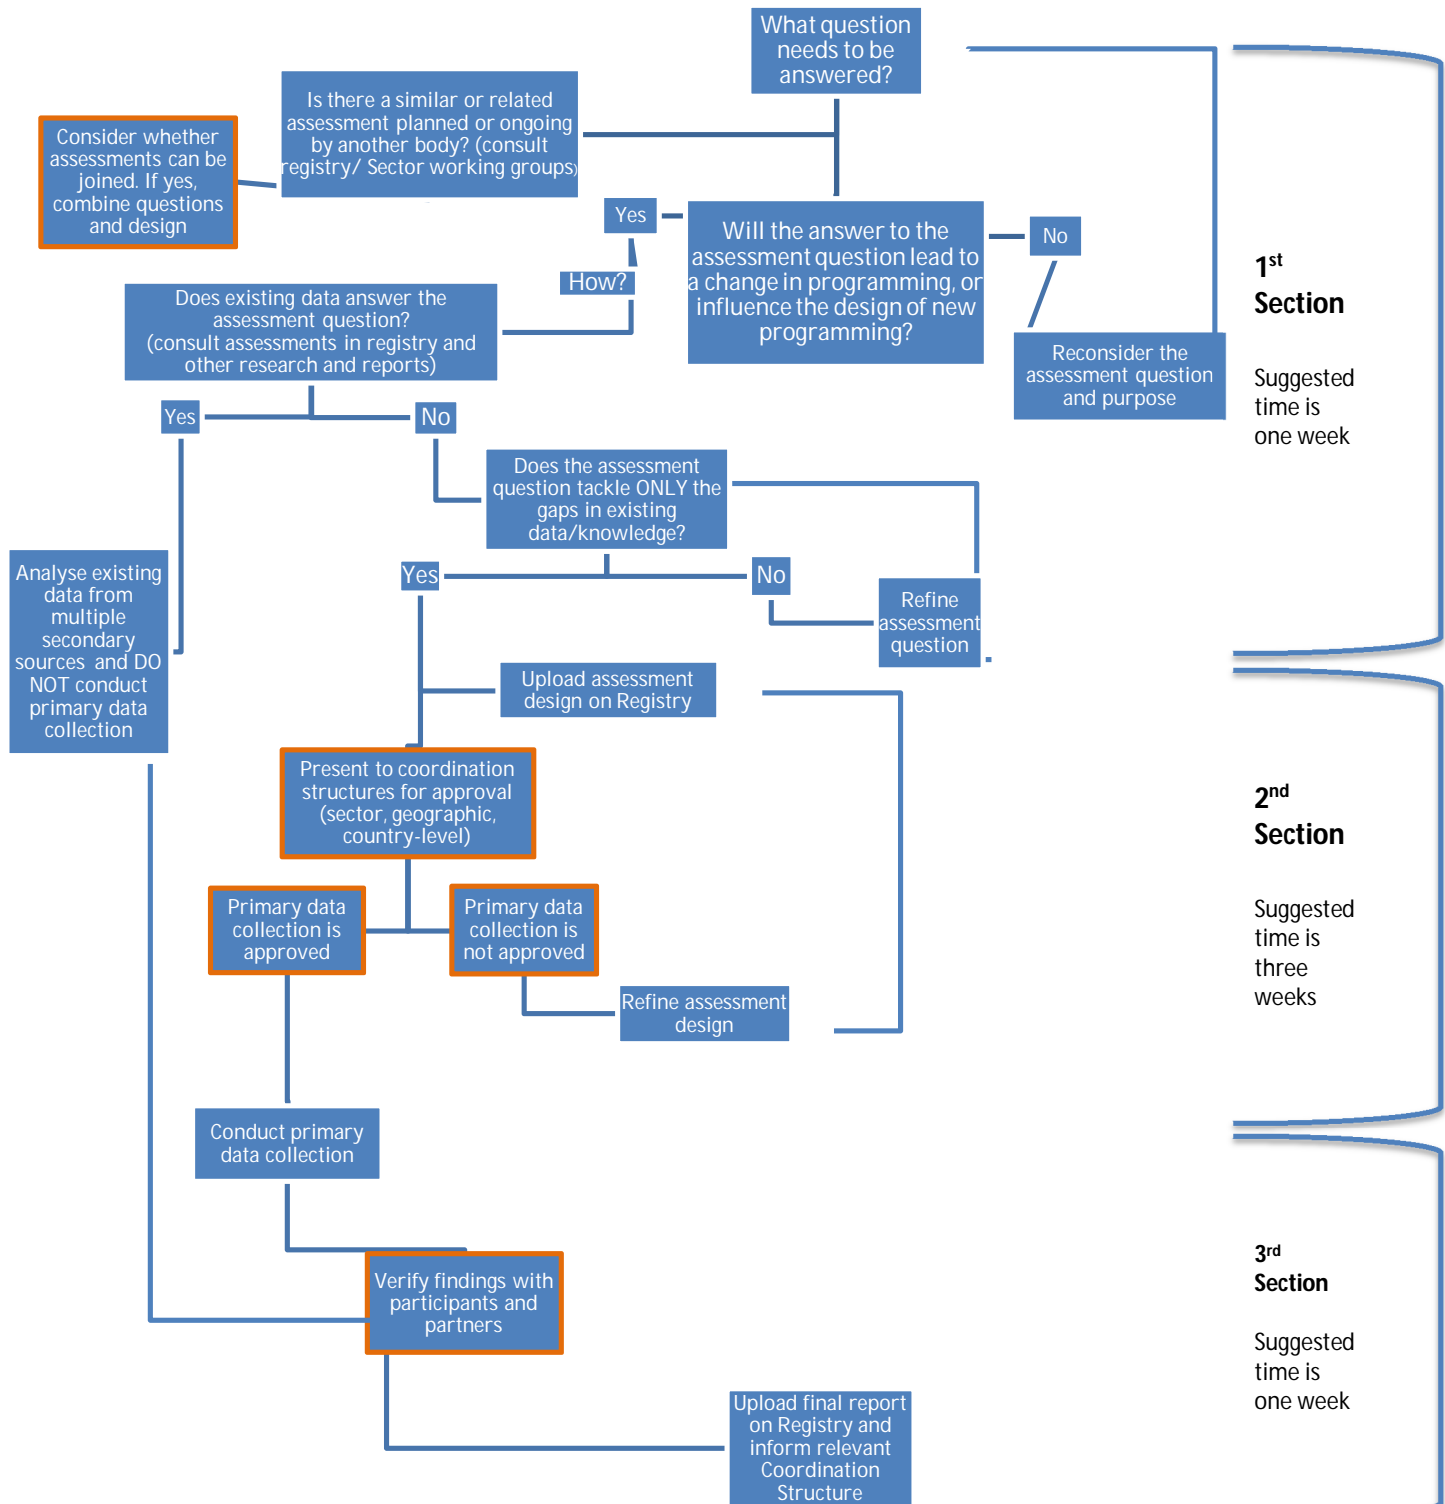 What question
needs to be
answered?
Is there a similar or related
assessment planned or ongoing
by another body? (consult
registry/ Sector working groups)
Consider whether
assessments can be
joined. If yes,
combine questions
and design
Yes
Will the answer to the
assessment question lead to
a change in programming, or
influence the design of new
programming?
No
How?
1st
Section
Suggested
time is
one week
Does existing data answer the
assessment question?
(consult assessments in registry and
other research and reports)
Reconsider the
assessment question
and purpose
Yes
No
Does the assessment
question tackle ONLY the
gaps in existing
data/knowledge?
Analyse existing
data from
multiple
secondary
sources and DO
NOT conduct
primary data
collection
Yes
No
Refine
assessment
question
Upload assessment
design on Registry
Present to coordination
structures for approval
(sector, geographic,
country-level)
2nd
Section
Suggested
time is
three
weeks
Primary data
collection is
approved
Primary data
collection is
not approved
Refine assessment
design
Conduct primary
data collection
Verify findings with
participants and
partners
3rd
Section
Suggested
time is
one week
Upload final report
on Registry and
inform relevant
Coordination
Structure